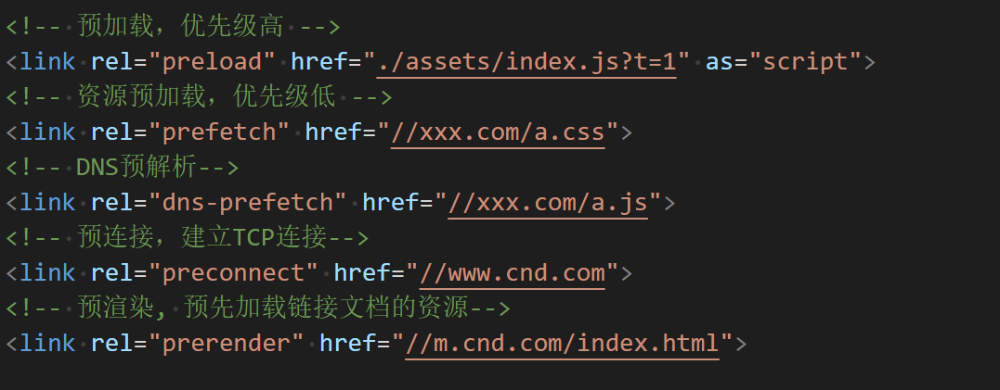 <!-- 预加载，优先级高 -->
<link rel="preload" href="./assets/index.js?t=1" as="script">
<!-- 资源预加载，优先级低 -->
<link rel="prefetch" href="//xxx.com/a.css">
<!-- DNS预解析-->
<link rel="dns-prefetch" href="//xxx.com/a.js">
<!-- 预连接，建立TCP连接-->
<link rel="preconnect" href="//www.cnd.com">
<!-- 预渲染, 预先加载链接文档的资源-->
<link rel="prerender" href="//m.cnd.com/index.html">